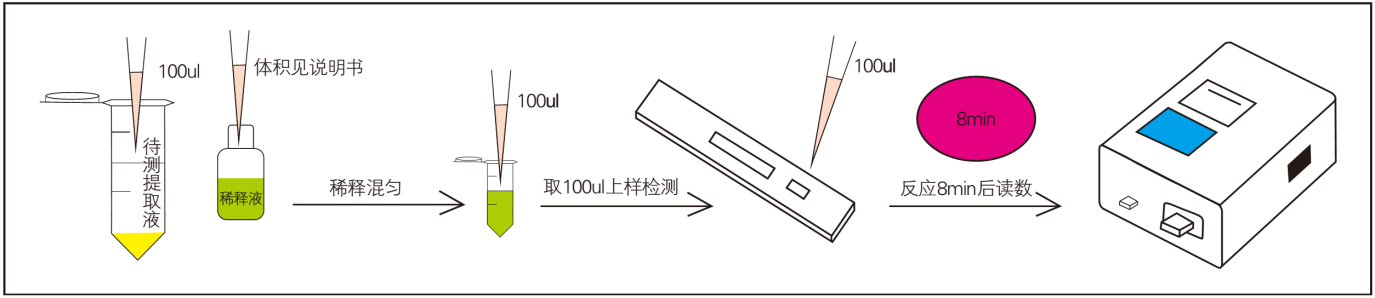 100ul
体积见说明书
待测提取液
稀释液
稀释混匀
100ul
取100ul上样检测
100ul
8min
反应8min后读数